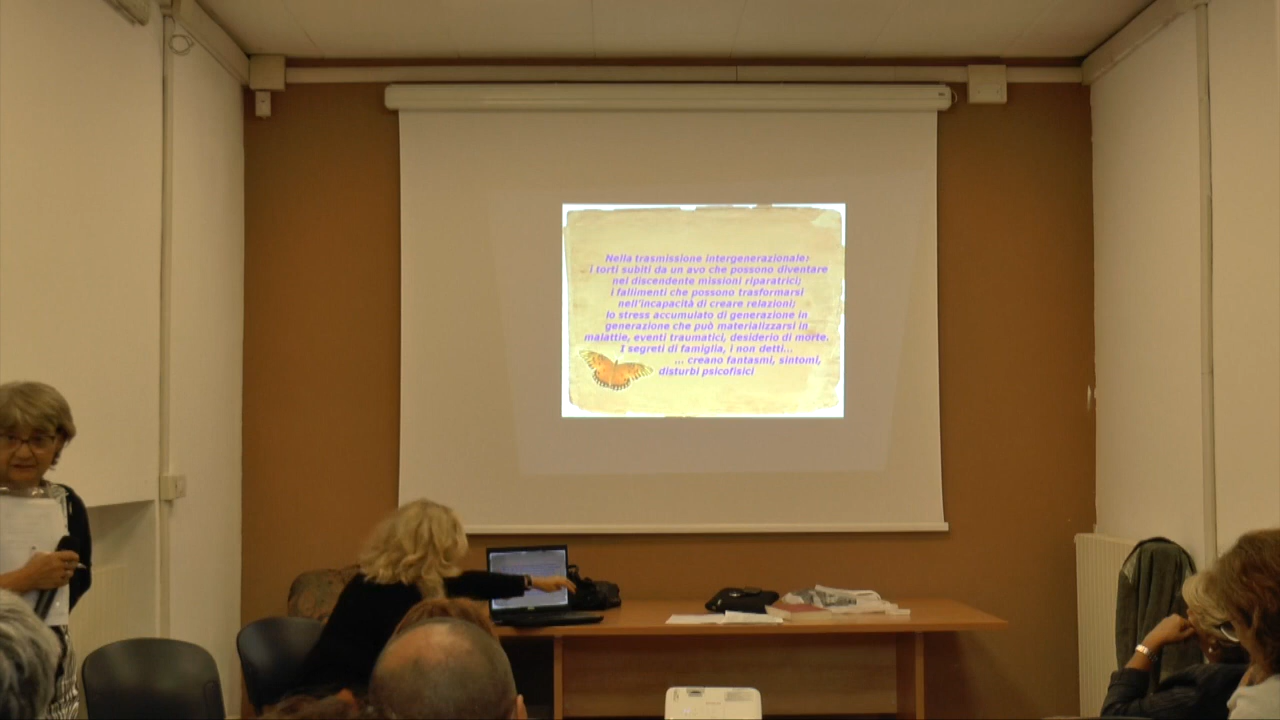 Nella trasmissione intergenerazionale:
i torti subiti da un avo che possono diventare
nei discendente missioni riparatrici;
i fallimenti che possono trasformarsi
nell'incapacità di creare relazioni;
lo stress accumulato di generazione in
generazione che può materializzarsi in
malattie, eventi traumatici, desiderio di morte.
I segreti di famiglia, i non detti...
... creano fantasmi, sintomi,
disturbi psicofisici